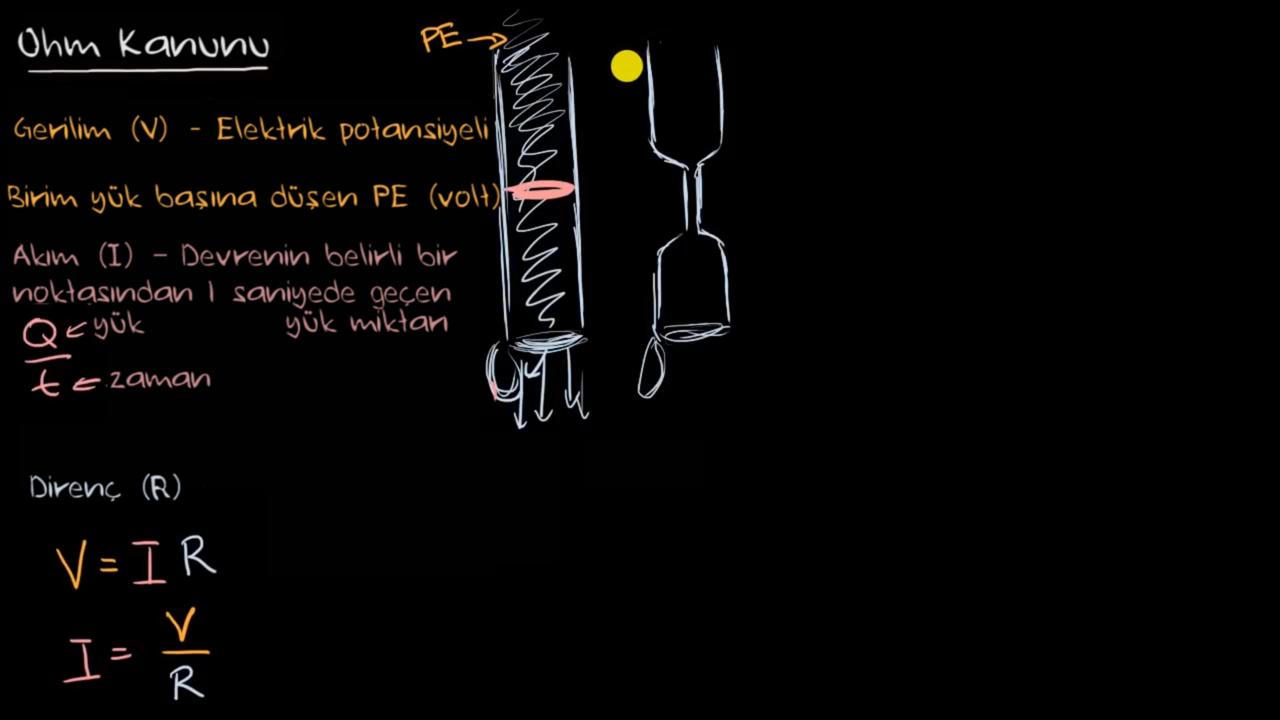 Ohm Kanunu
PE
Gerilim (V) - Elektrik potansiyeli
Birim yük başına düşen PE (volt)
Akım (I) - Devrenin belirli bir
noktasından 1 saniyede geçen
yük miktarı
Q ← yük
t ← zaman
Direnç (R)
V = I R
I = V
R